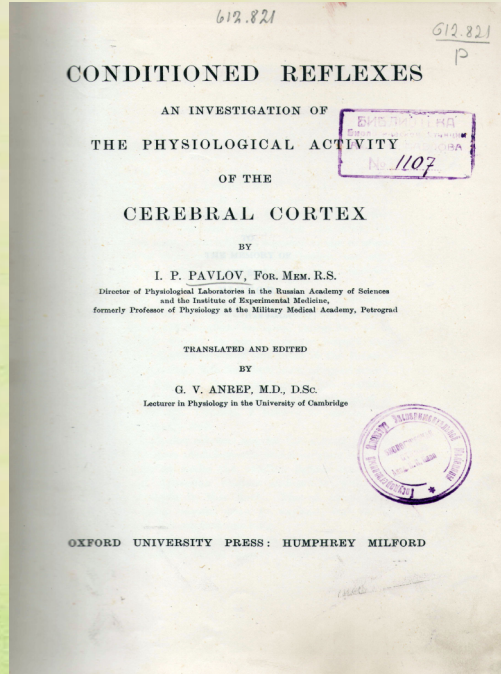 612.821
612.821
P
CONDITIONED REFLEXES
AN INVESTIGATION OF
THE PHYSIOLOGICAL ACTIVITY
OF THE
CEREBRAL CORTEX
№ 1107
BY
I. P. PAVLOV, FOR. MEM. R.S.
Director of Physiological Laboratories in the Russian Academy of Sciences
and the Institute of Experimental Medicine,
formerly Professor of Physiology at the Military Medical Academy, Petrograd
TRANSLATED AND EDITED
BY
G. V. ANREP, M.D., D.SC.
Lecturer in Physiology in the University of Cambridge
OXFORD UNIVERSITY PRESS: HUMPHREY MILFORD